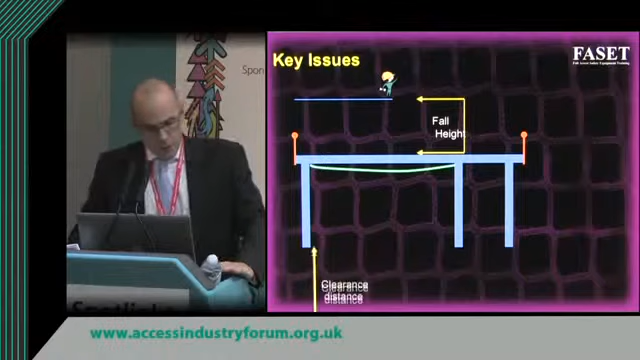 Spon
Key Issues
FASET
Fall
Height
Clearance
distance
www.accessindustryforum.org.uk